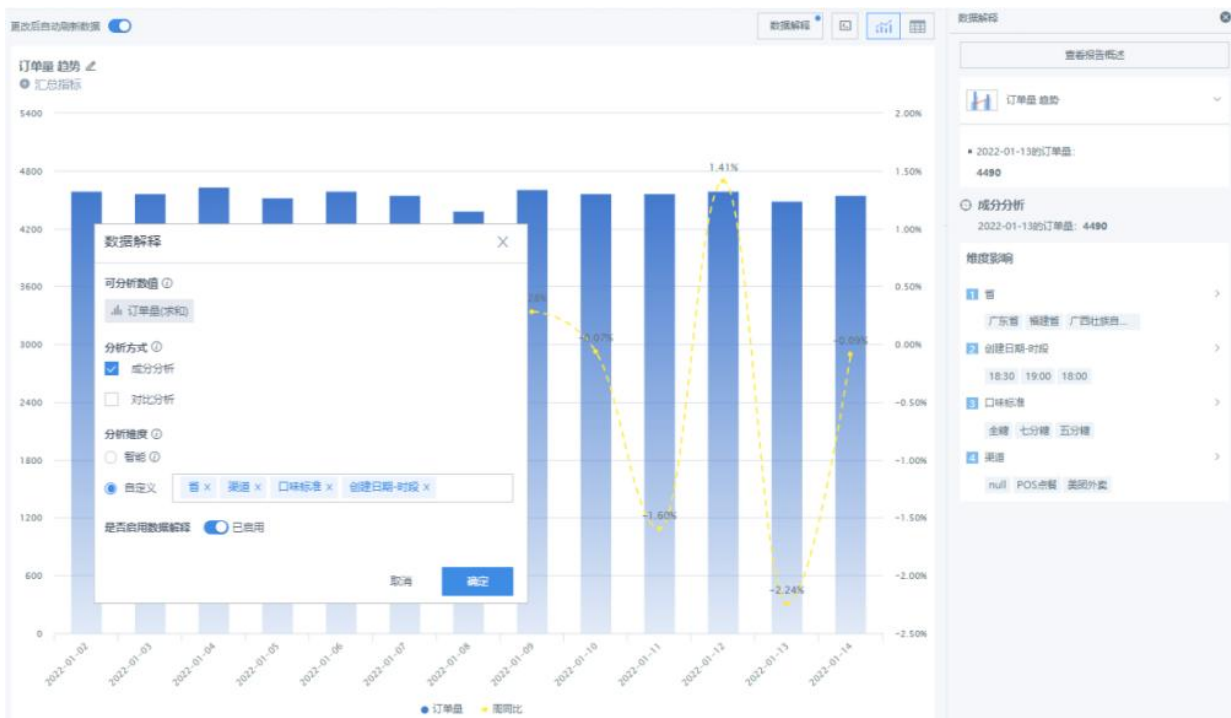 更改后自动刷新数据
数据解释
订单量 趋势
汇总指标
5400
4800
4200
3600
3000
2400
1800
1200
600
0
2.00%
1.50%
1.00%
0.50%
0.00%
-0.50%
-1.00%
-1.50%
-2.00%
-2.50%
1.41%
-0.07%
-0.09%
-1.60%
-2.24%
2022-01-02
2022-01-03
2022-01-04
2022-01-05
2022-01-06
2022-01-07
2022-01-08
2022-01-09
2022-01-10
2022-01-11
2022-01-12
2022-01-13
2022-01-14
订单量
周同比
数据解释
可分析数值
订单量(求和)
分析方式
成分分析
对比分析
分析维度
智能
自定义
省 × 渠道 × 口味标准 × 创建日期-时段 ×
是否启用数据解释 已启用
取消 确定
数据解释
查看报告概述
订单量 趋势
2022-01-13的订单量:
4490
成分分析
2022-01-13的订单量: 4490
维度影响
1 省
广东省 福建省 广西壮族自...
2 创建日期-时段
18:30 19:00 18:00
3 口味标准
全糖 七分糖 五分糖
4 渠道
null POS点餐 美团外卖